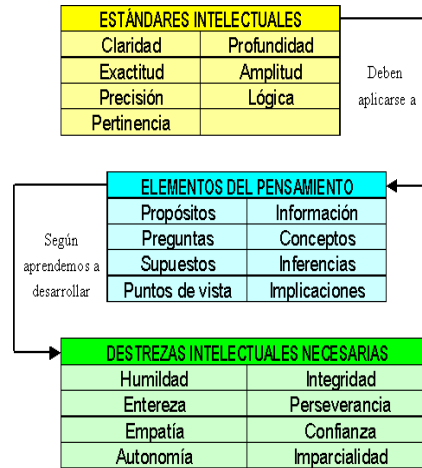 ESTÁNDARES INTELECTUALES
Claridad Profundidad
Exactitud Amplitud
Precisión Lógica
Pertinencia
Deben
aplicarse a
ELEMENTOS DEL PENSAMIENTO
Propósitos Información
Preguntas Conceptos
Supuestos Inferencias
Puntos de vista Implicaciones
Según
aprendemos a
desarrollar
DESTREZAS INTELECTUALES NECESARIAS
Humildad Integridad
Entereza Perseverancia
Empatía Confianza
Autonomía Imparcialidad